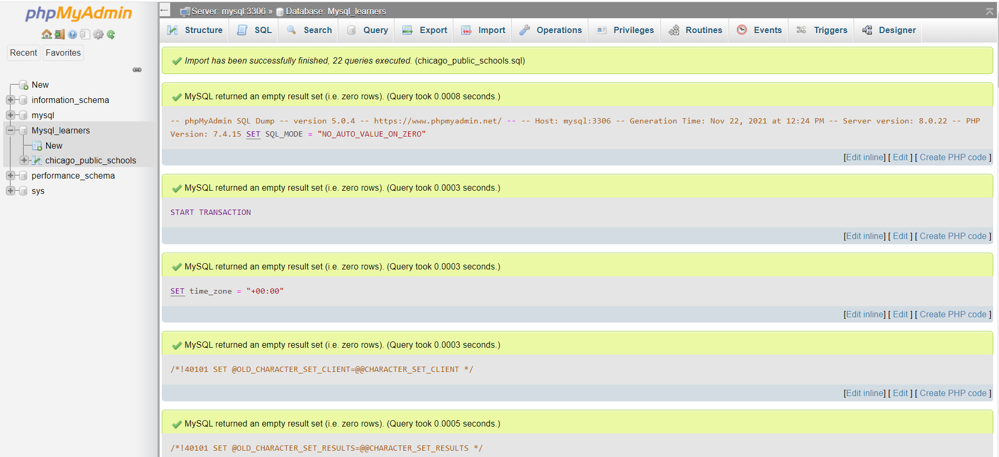 phpMyAdmin
Recent
Favorites
New
information_schema
mysql
Mysql_learners
New
chicago_public_schools
performance_schema
sys
Server: mysql:3306 » Database: Mysql_learners
Structure
SQL
Search
Query
Export
Import
Operations
Privileges
Routines
Events
Triggers
Designer
Import has been successfully finished, 22 queries executed. (chicago_public_schools.sql)
MySQL returned an empty result set (i.e. zero rows). (Query took 0.0008 seconds.)
-- phpMyAdmin SQL Dump -- version 5.0.4 -- https://www.phpmyadmin.net/ -- -- Host: mysql:3306 -- Generation Time: Nov 22, 2021 at 12:24 PM -- Server version: 8.0.22 -- PHP
Version: 7.4.15 SET SQL_MODE = "NO_AUTO_VALUE_ON_ZERO"
[Edit inline] [ Edit ] [ Create PHP code ]
MySQL returned an empty result set (i.e. zero rows). (Query took 0.0003 seconds.)
START TRANSACTION
[Edit inline] [ Edit ] [ Create PHP code ]
MySQL returned an empty result set (i.e. zero rows). (Query took 0.0003 seconds.)
SET time_zone = "+00:00"
[Edit inline] [ Edit ] [ Create PHP code ]
MySQL returned an empty result set (i.e. zero rows). (Query took 0.0003 seconds.)
/*!40101 SET @OLD_CHARACTER_SET_CLIENT=@@CHARACTER_SET_CLIENT */
[Edit inline] [ Edit ] [ Create PHP code ]
MySQL returned an empty result set (i.e. zero rows). (Query took 0.0005 seconds.)
/*!40101 SET @OLD_CHARACTER_SET_RESULTS=@@CHARACTER_SET_RESULTS */